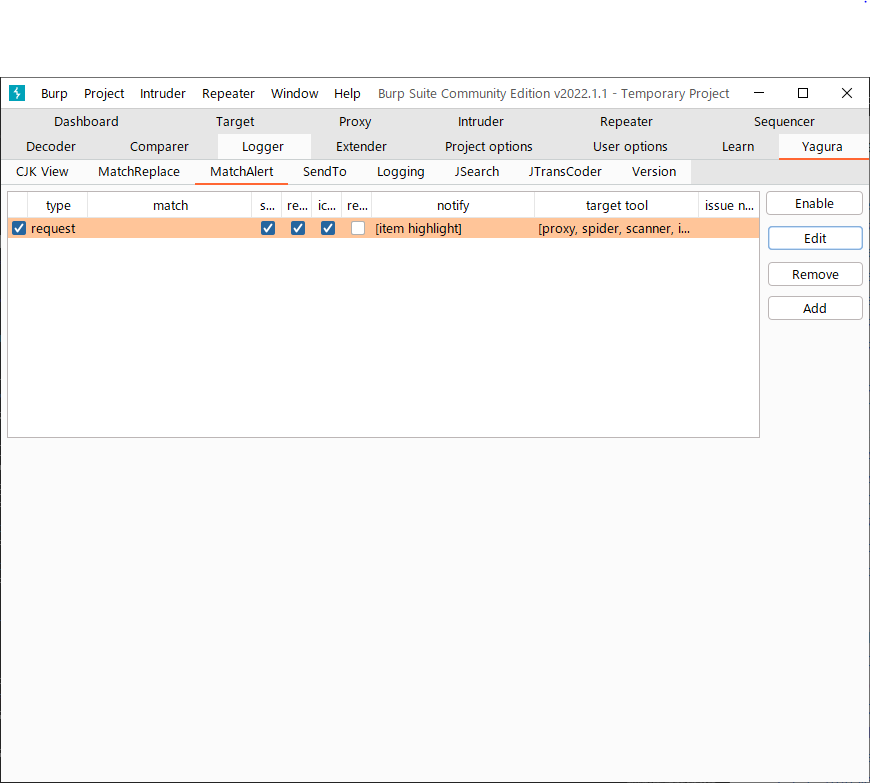 Burp Project Intruder Repeater Window Help Burp Suite Community Edition v2022.1.1 - Temporary Project
Dashboard Target Proxy Intruder Repeater Sequencer
Decoder Comparer Logger Extender Project options User options Learn Yagura
CJK View MatchReplace MatchAlert SendTo Logging JSearch JTransCoder Version
type match s... re... ic... re... notify target tool issue n... Enable
request [item highlight] [proxy, spider, scanner, i...
Edit
Remove
Add